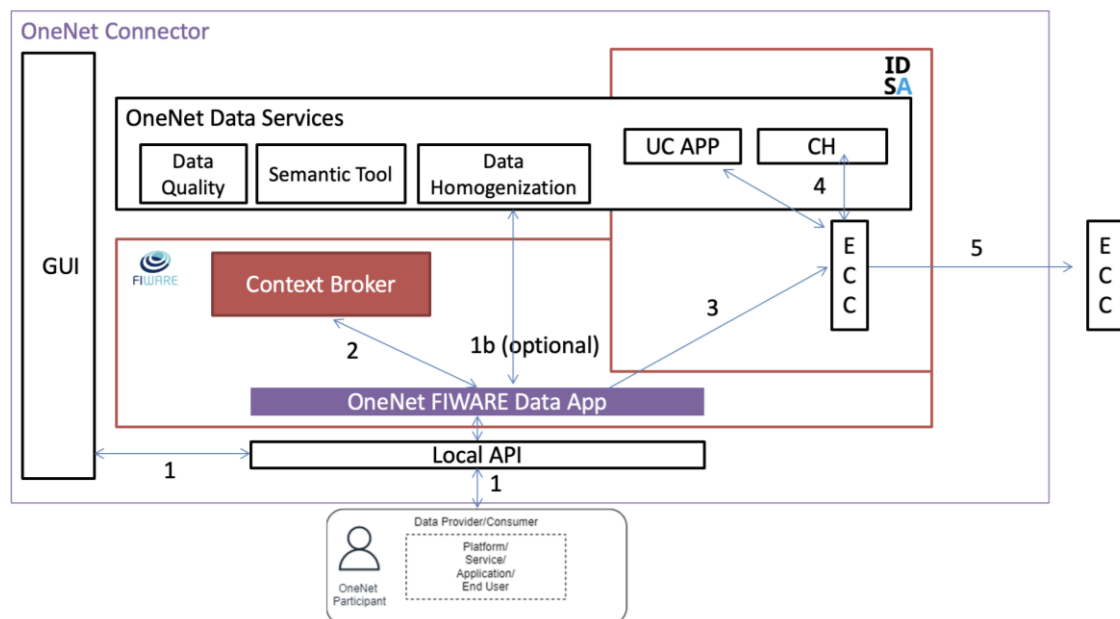 OneNet Connector
ID
SA
OneNet Data Services
UC APP
CH
Data
Quality
Semantic Tool
Data
Homogenization
4
GUI
FIWARE
Context Broker
E
C
C
5
E
C
C
3
2
1b (optional)
OneNet FIWARE Data App
Local API
1
1
Data Provider/Consumer
Platform/
Service/
Application/
End User
OneNet
Participant